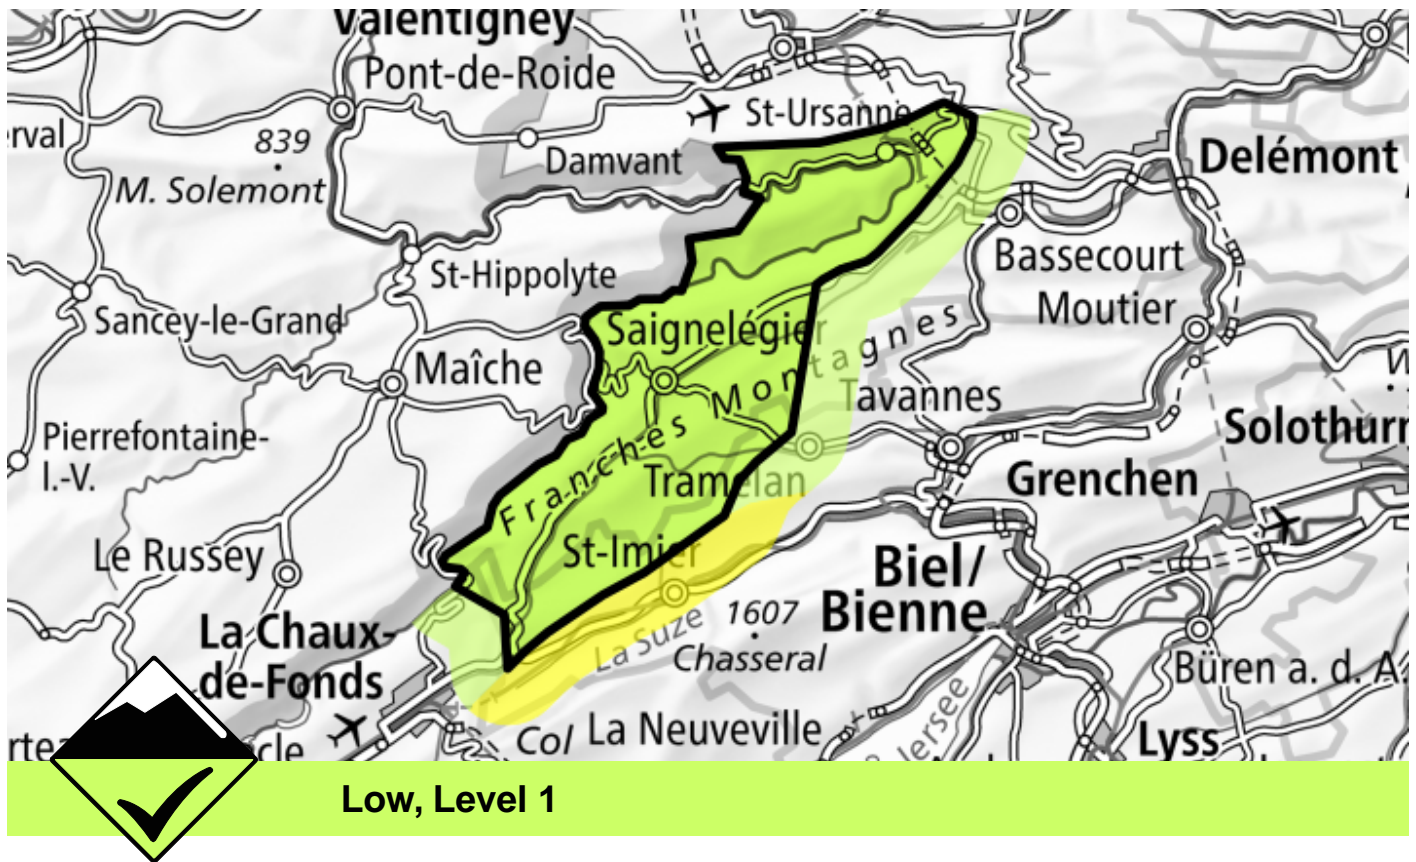 Valentigney
Pont-de-Roide
St-Ursanne
erval
839
Damvant
Delémont
M. Solemont
St-Hippolyte
Bassecourt
Sancey-le-Grand
Saignelégier
Moutier
Maîche
Franches Montagnes
Tavannes
Pierrefontaine-
l.-V.
Solothurn
Tramelan
Grenchen
Le Russey
St-Imier
Biel/
Bienne
La Chaux-
de-Fonds
La Suze
1607
Chasseral
Büren a. d. A.
Col
La Neuveville
Lyss
Low, Level 1